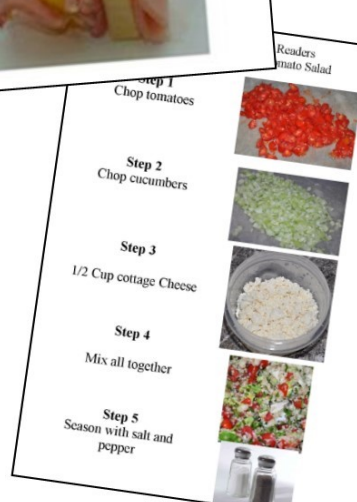 Readers
Salad
Step 1
Chop tomatoes
Step 2
Chop cucumbers
Step 3
1/2 Cup cottage Cheese
Step 4
Mix all together
Step 5
Season with salt and
pepper